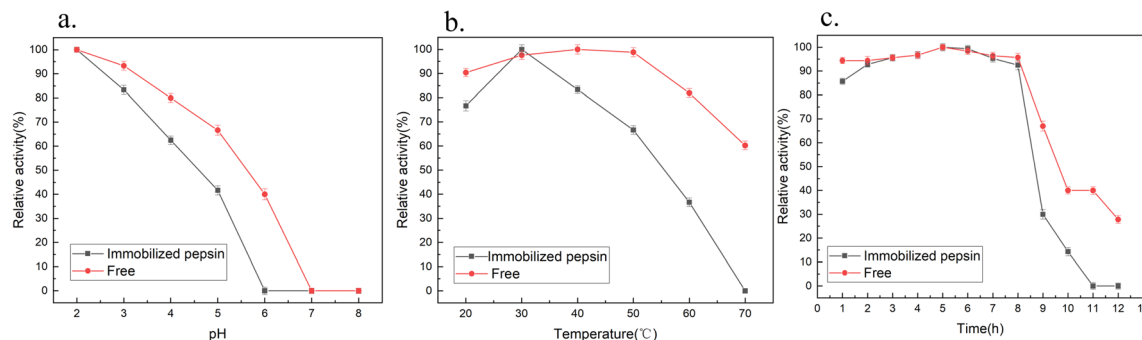 a.
Relative activity(%)
100
90
80
70
60
50
40
30
20
10
0
Immobilized pepsin
Free
2 3 4 5 6 7 8
pH
b.
Relative activity(%)
100
90
80
70
60
50
40
30
20
10
0
Immobilized pepsin
Free
20 30 40 50 60 70
Temperature(℃)
c.
Relative activity(%)
100
90
80
70
60
50
40
30
20
10
0
Immobilized pepsin
Free
0 1 2 3 4 5 6 7 8 9 10 11 12
Time(h)